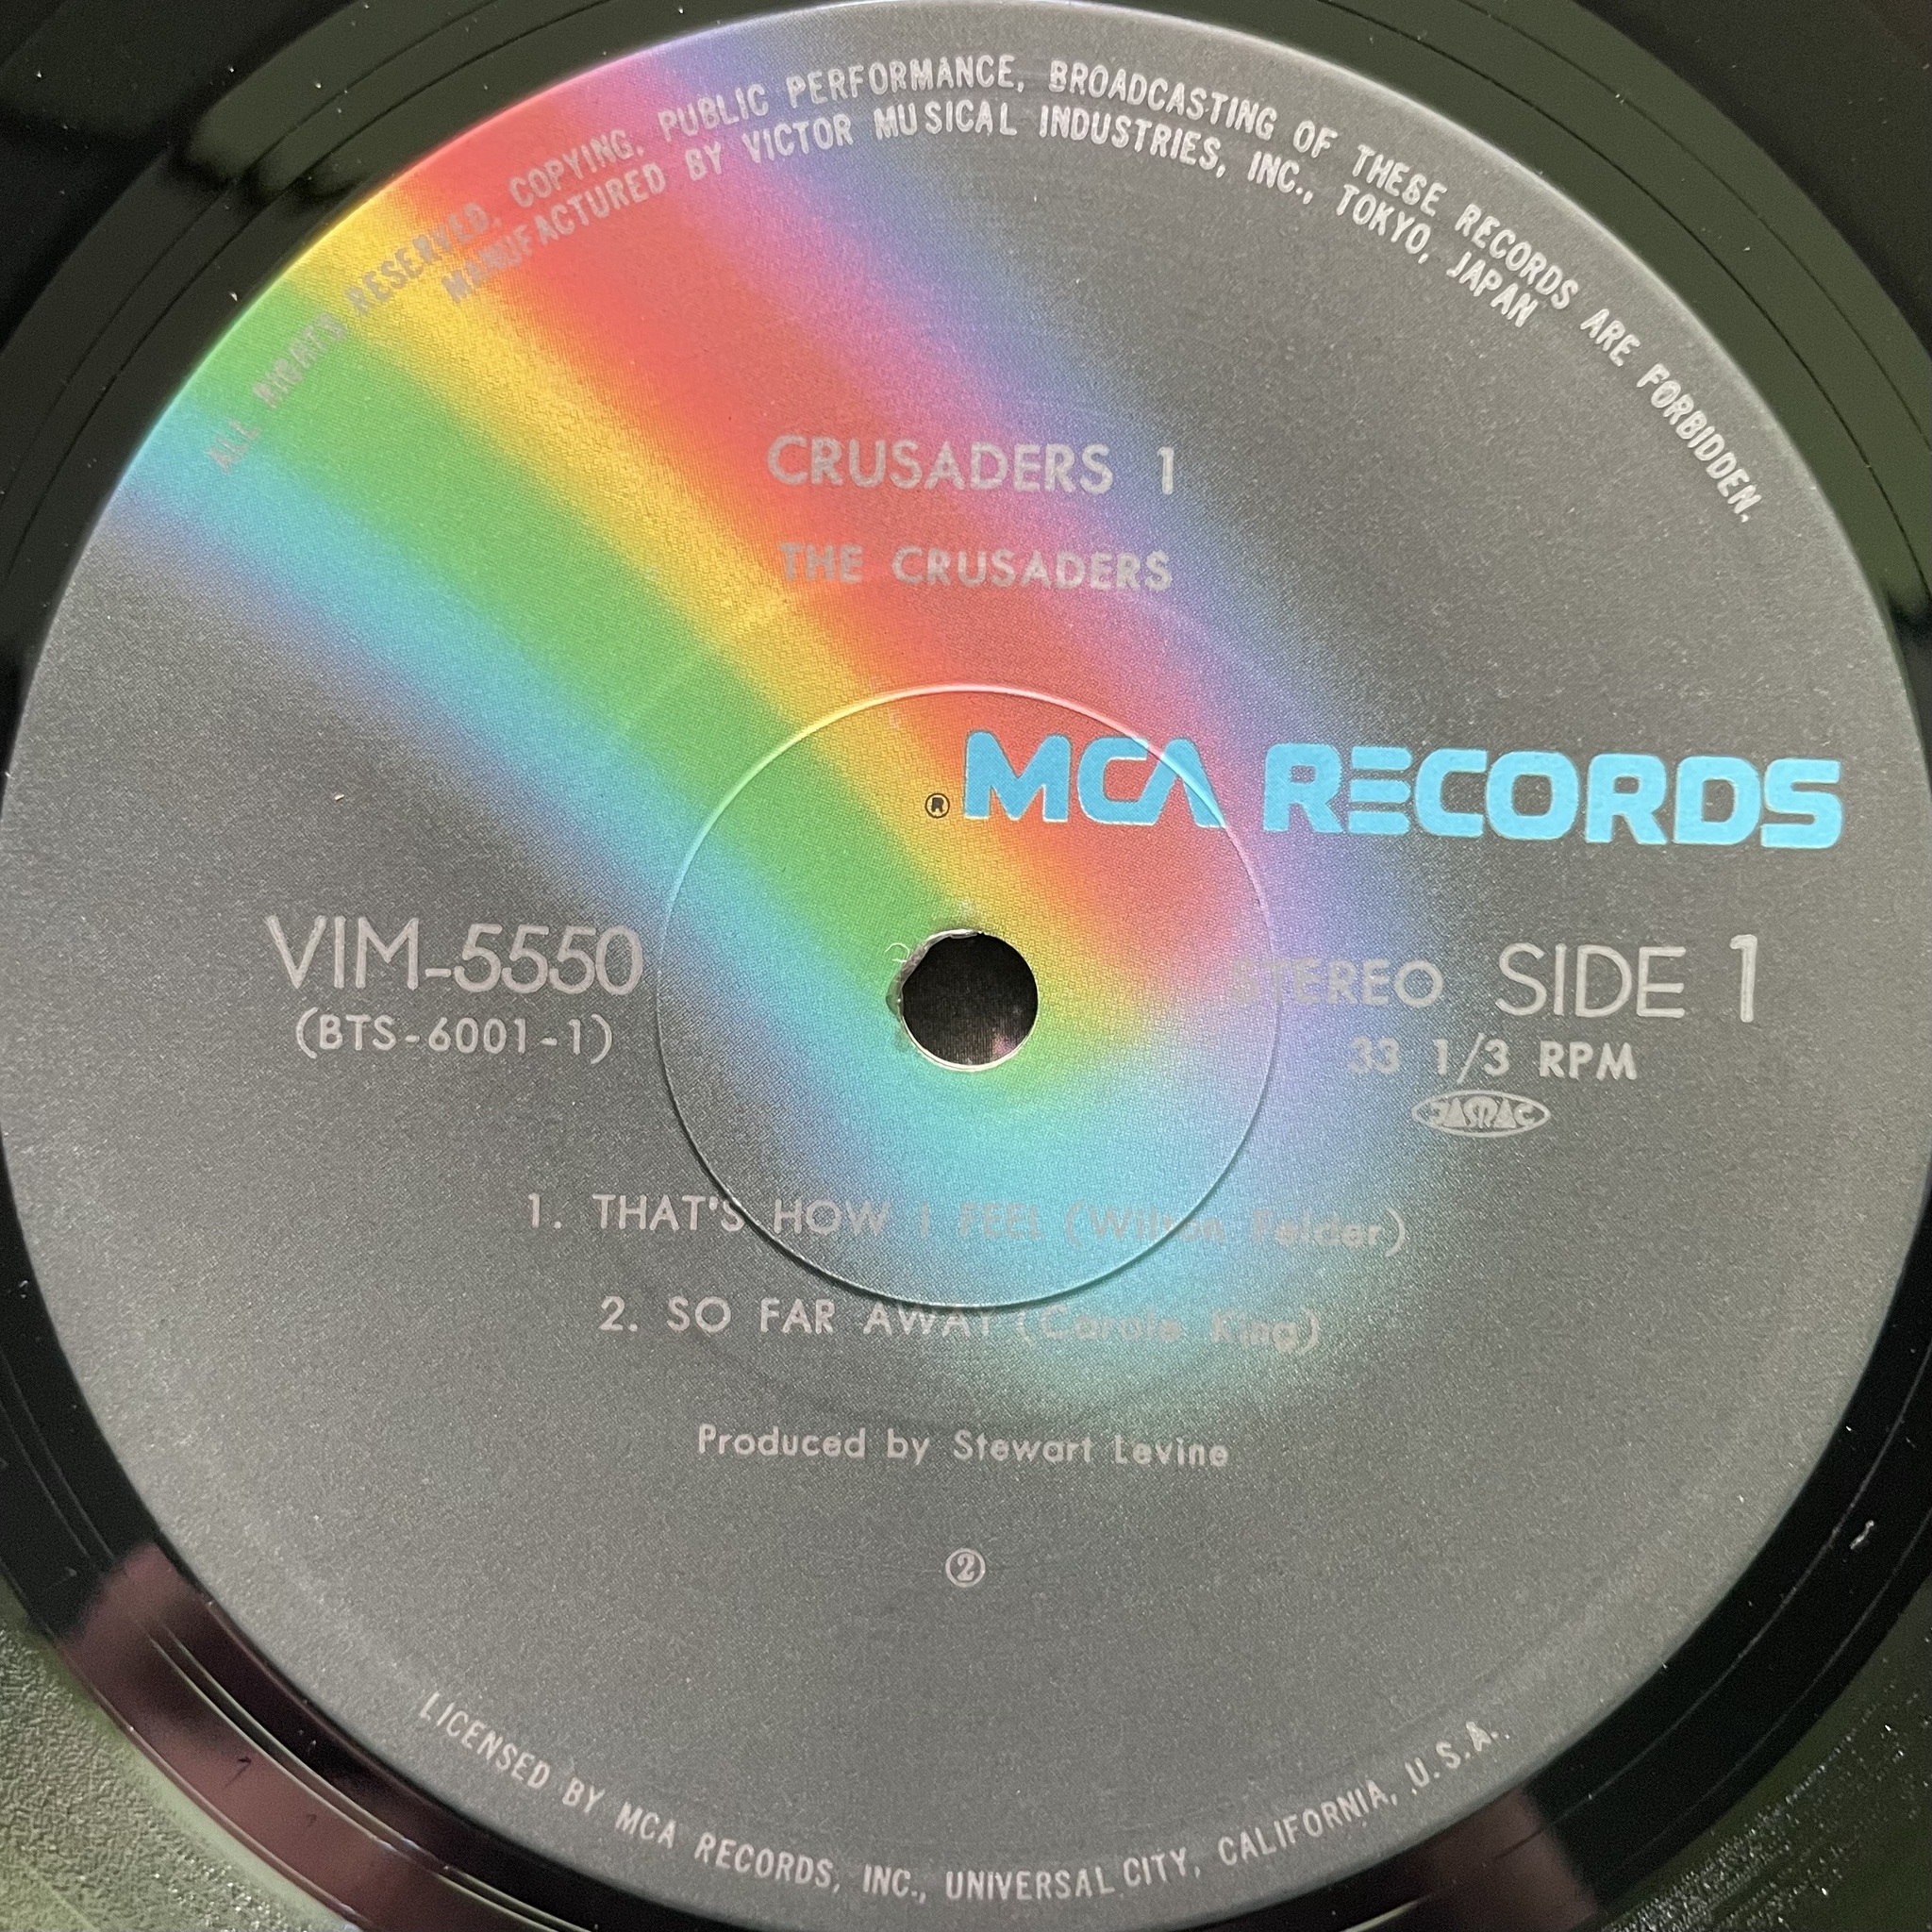 ALL RIGHTS RESERVED. COPYING, PUBLIC PERFORMANCE, BROADCASTING OF THESE RECORDS ARE FORBIDDEN.
MANUFACTURED BY VICTOR MUSICAL INDUSTRIES, INC., TOKYO, JAPAN
CRUSADERS 1
THE CRUSADERS
® MCA RECORDS
VIM-5550
(BTS-6001-1)
STEREO SIDE 1
33 1/3 RPM
JASRAC
1. THAT'S HOW I FEEL (Wilton Felder)
2. SO FAR AWAY (Carole King)
Produced by Stewart Levine
②
LICENSED BY MCA RECORDS, INC., UNIVERSAL CITY, CALIFORNIA, U.S.A.